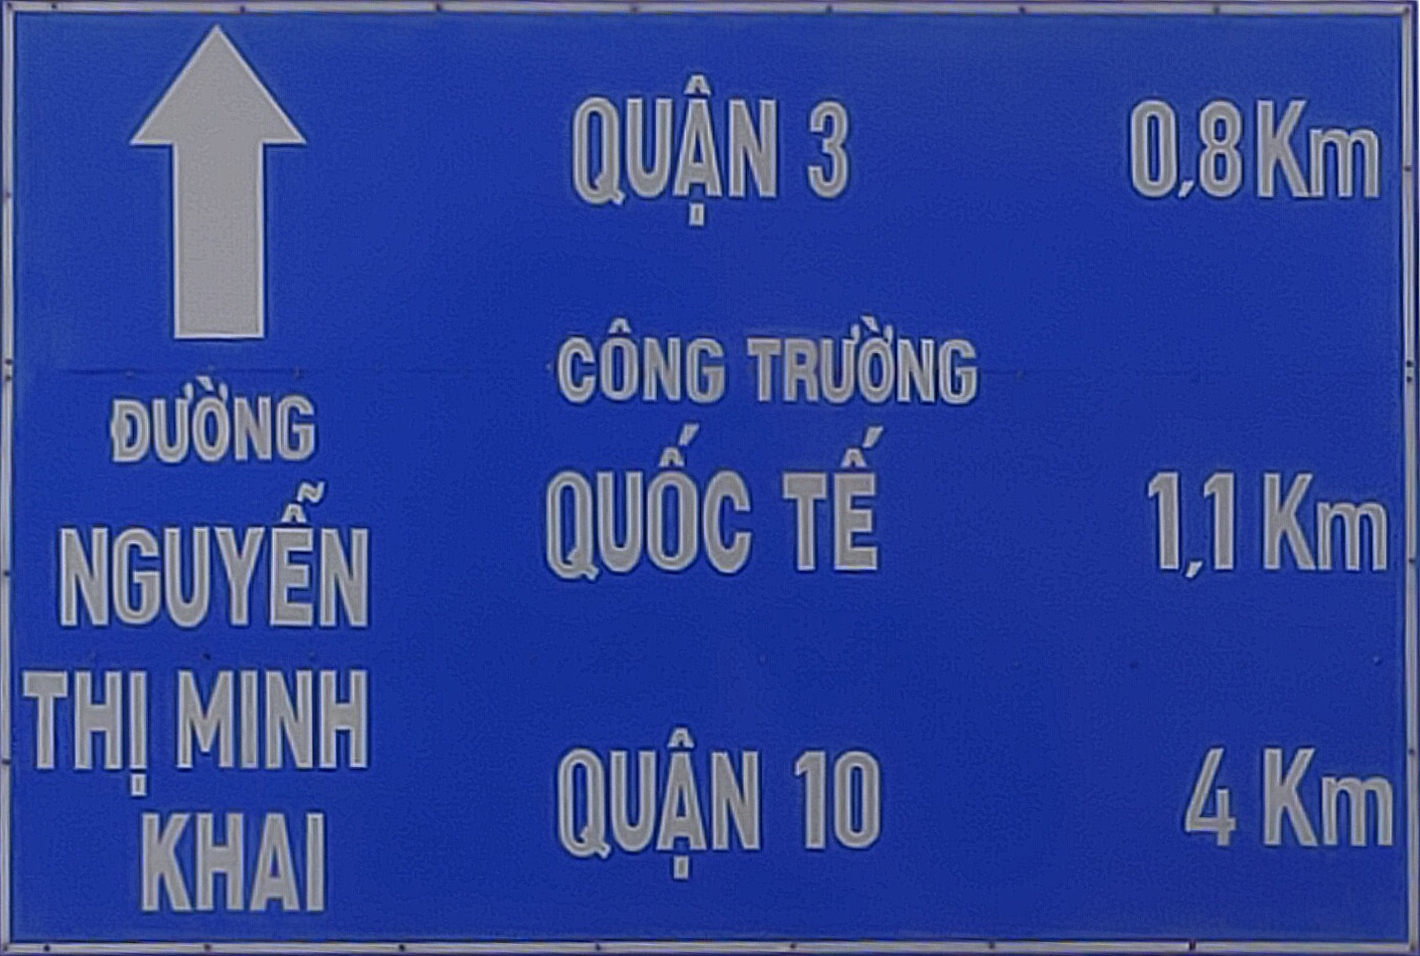 QUẬN 3 0,8 Km
CÔNG TRƯỜNG
QUỐC TẾ 1,1 Km
QUẬN 10 4 Km
ĐƯỜNG
NGUYỄN
THỊ MINH
KHAI